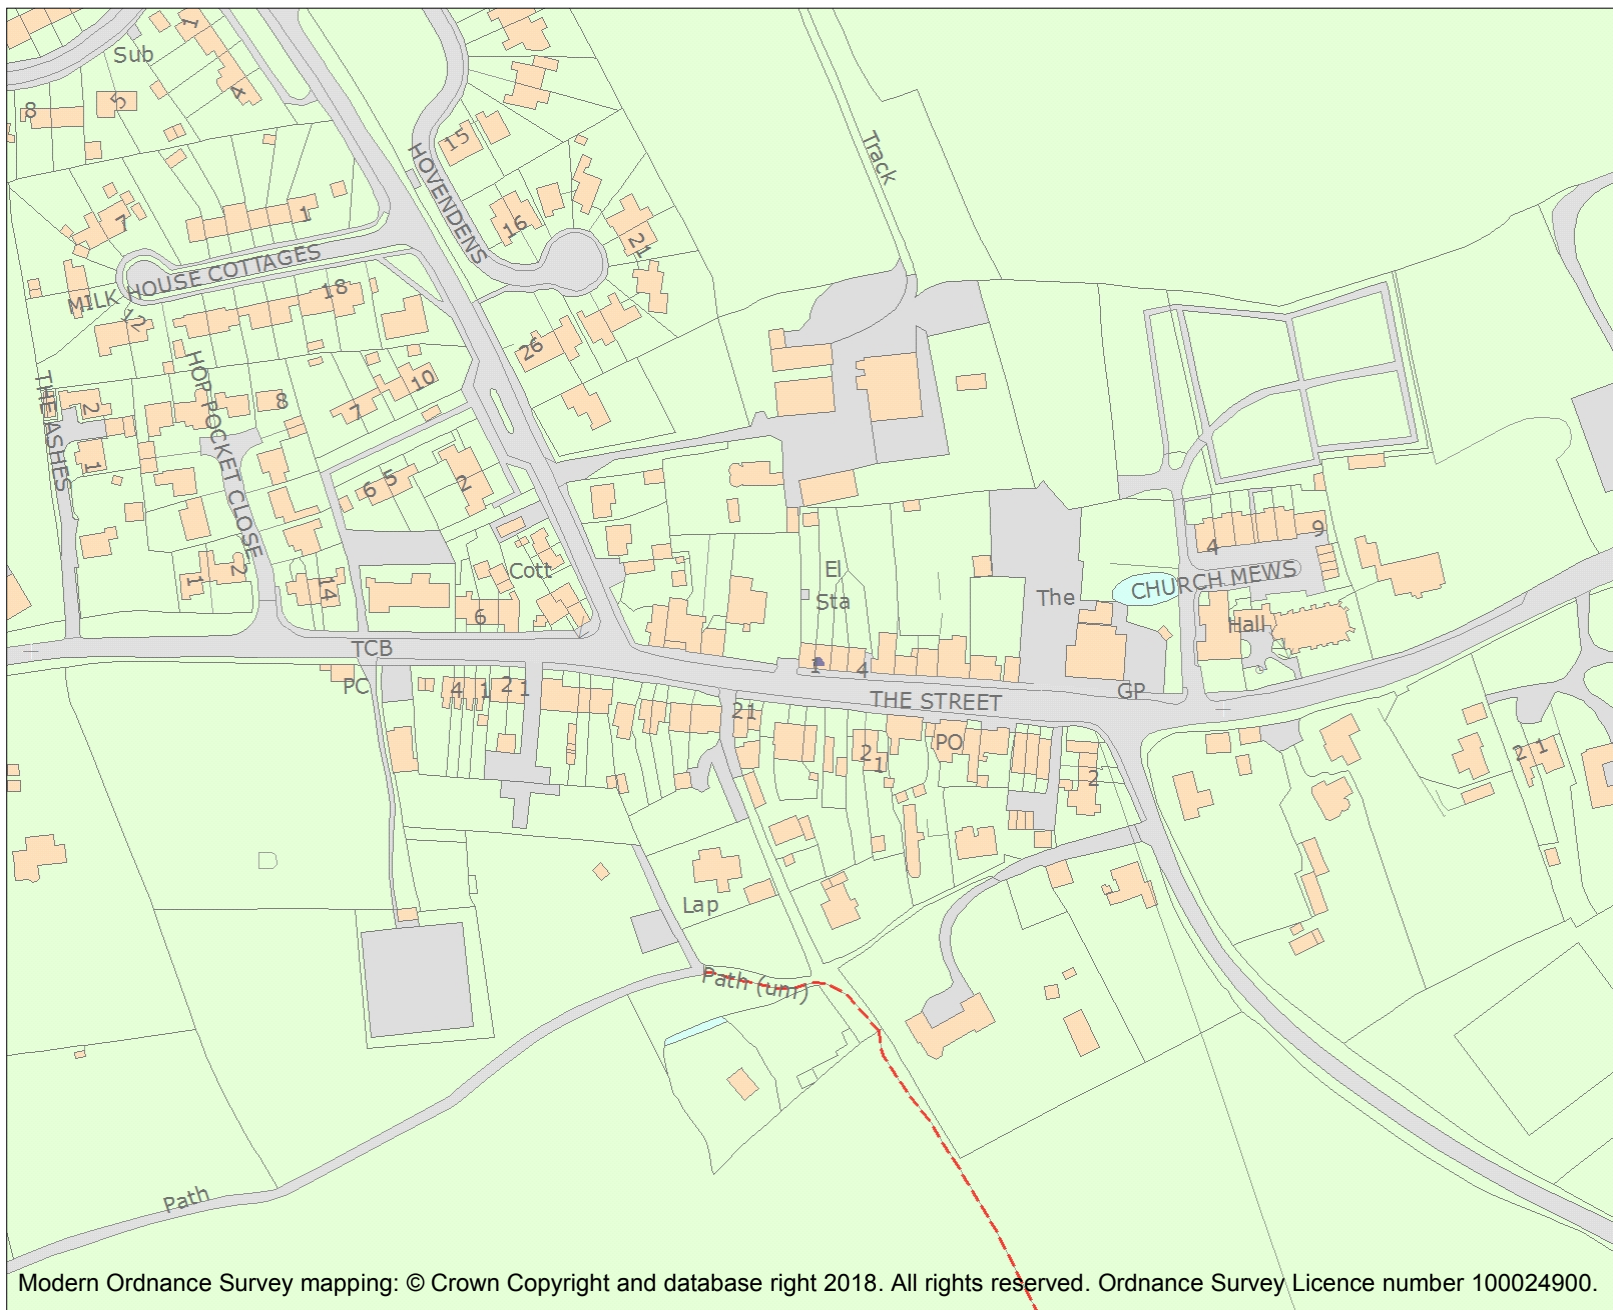 1
Sub
4
5
8
15
HOVENDENS
Track
7
1
16
21
MILK HOUSE COTTAGES
18
12
26
HOP POCKET CLOSE
THE ASHES
2
8
7
10
1
6 5
2
9
4
Cott
El
Sta
The
CHURCH MEWS
1
2
14
6
Hall
TCB
1
4
PC
4 1 2 1
THE STREET
GP
21
PO
2
1
2
2 1
Lap
Path (um)
Path
Modern Ordnance Survey mapping: © Crown Copyright and database right 2018. All rights reserved. Ordnance Survey Licence number 100024900.